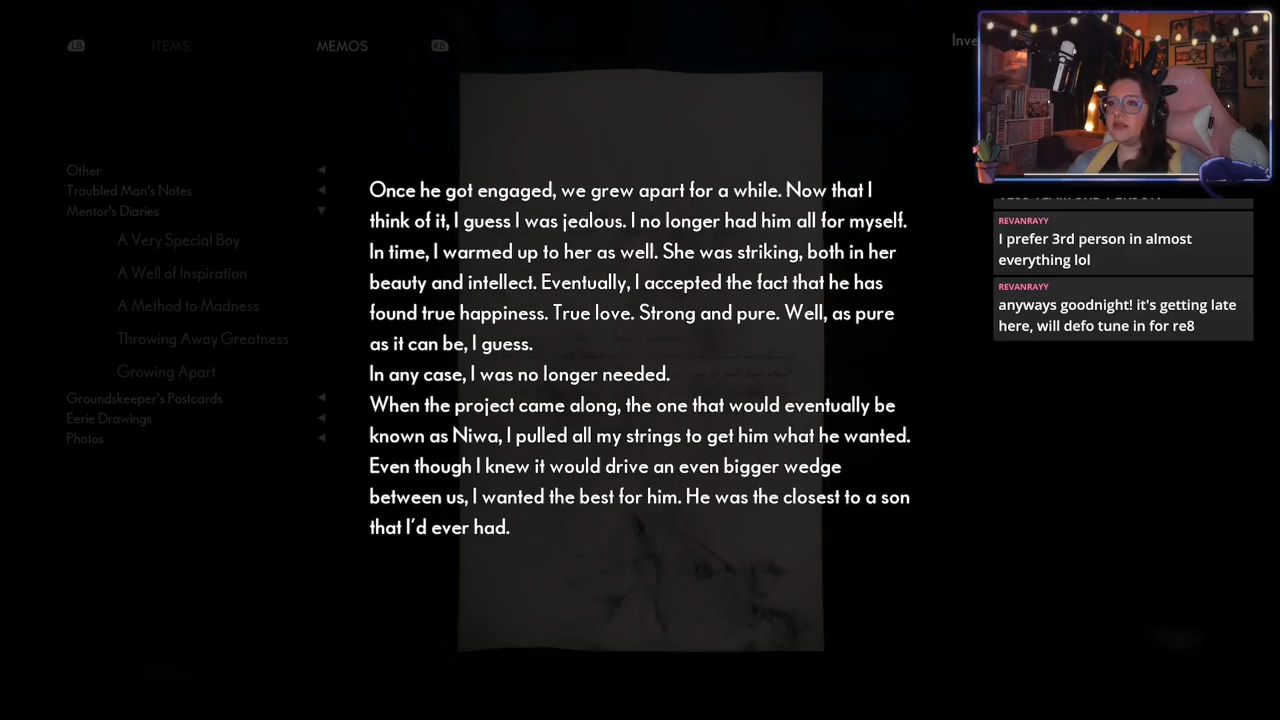 LB
ITEMS
MEMOS
RB
Inve
Other
Troubled Man's Notes
Mentor's Diaries
A Very Special Boy
A Well of Inspiration
A Method to Madness
Throwing Away Greatness
Growing Apart
Groundskeeper's Postcards
Eerie Drawings
Photos
Once he got engaged, we grew apart for a while. Now that I
think of it, I guess I was jealous. I no longer had him all for myself.
In time, I warmed up to her as well. She was striking, both in her
beauty and intellect. Eventually, I accepted the fact that he has
found true happiness. True love. Strong and pure. Well, as pure
as it can be, I guess.
In any case, I was no longer needed.
When the project came along, the one that would eventually be
known as Niwa, I pulled all my strings to get him what he wanted.
Even though I knew it would drive an even bigger wedge
between us, I wanted the best for him. He was the closest to a son
that I'd ever had.
REVANRAYY
I prefer 3rd person in almost
everything lol
REVANRAYY
anyways goodnight! it's getting late
here, will defo tune in for re8